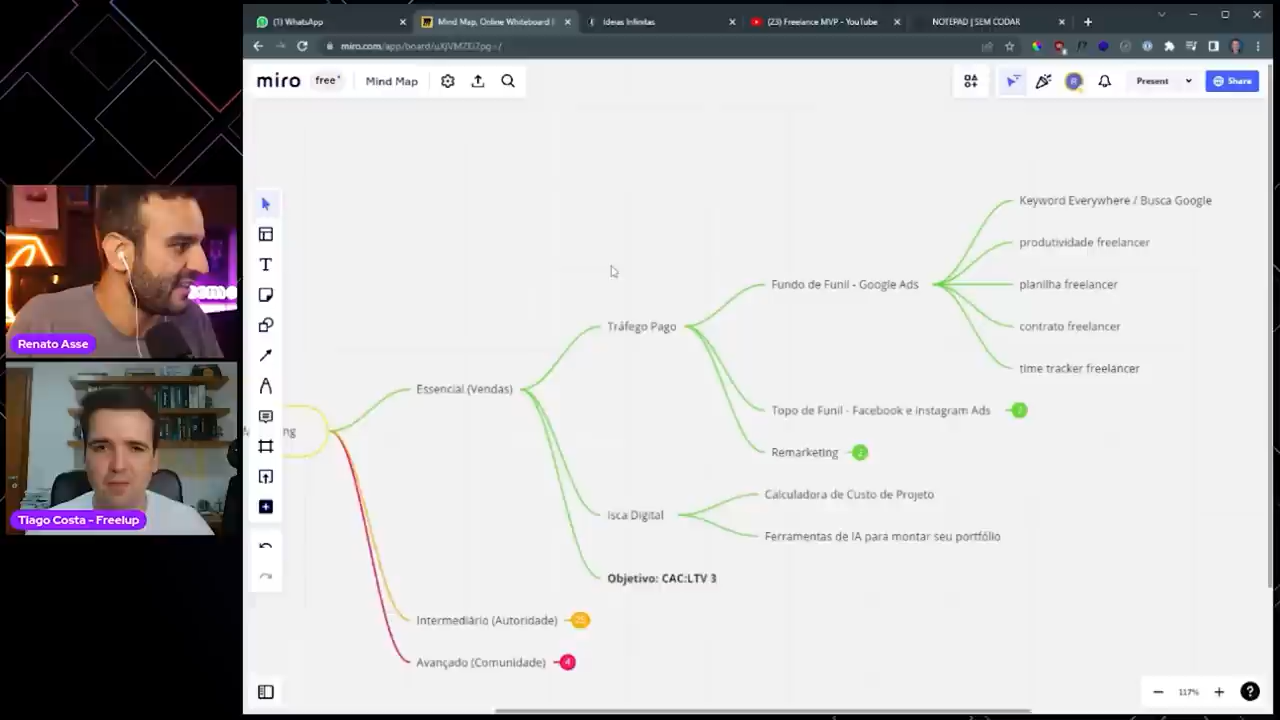 (1) WhatsApp
Mind Map, Online Whiteboard |
Ideas Infinitas
(23) Freelance MVP - YouTube
NOTEPAD | SEM CODAR
miro
free
Mind Map
Present
Share
Keyword Everywhere / Busca Google
produtividade freelancer
Fundo de Funil - Google Ads
planilha freelancer
Tráfego Pago
contrato freelancer
Renato Asse
time tracker freelancer
Essencial (Vendas)
Topo de Funil - Facebook e Instagram Ads
Remarketing
2
Calculadora de Custo de Projeto
Isca Digital
Tiago Costa - Freelup
Ferramentas de IA para montar seu portfólio
Objetivo: CAC:LTV 3
Intermediário (Autoridade)
Avançado (Comunidade)
4
117%